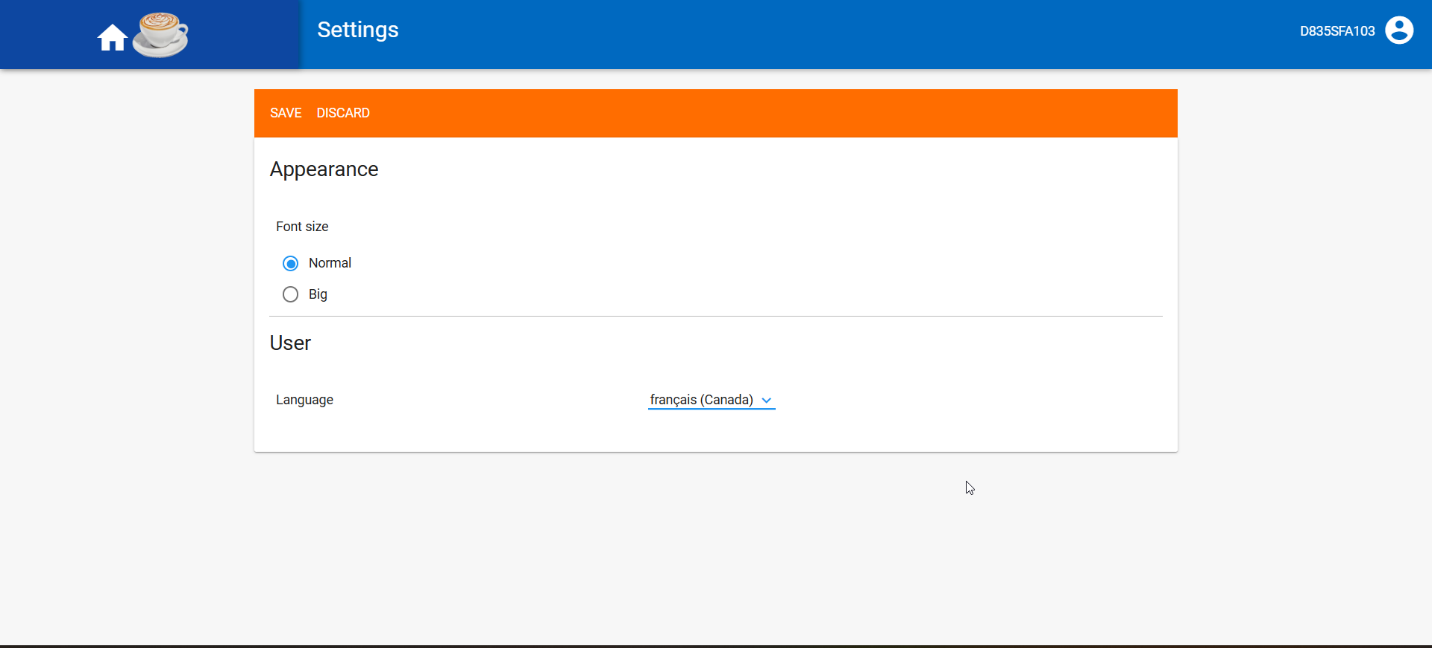 Settings
D835SFA103
SAVE DISCARD
Appearance
Font size
Normal
Big
User
Language français (Canada)